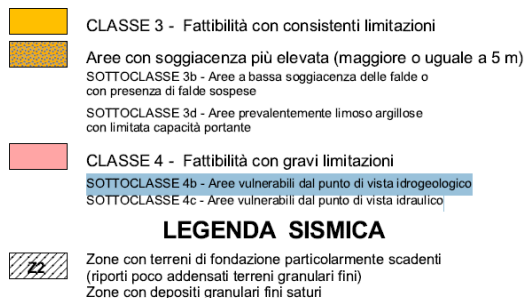 CLASSE 3 - Fattibilità con consistenti limitazioni
Aree con soggiacenza più elevata (maggiore o uguale a 5 m)
SOTTOCLASSE 3b - Aree a bassa soggiacenza delle falde o
con presenza di falde sospese
SOTTOCLASSE 3d - Aree prevalentemente limoso argillose
con limitata capacità portante
CLASSE 4 - Fattibilità con gravi limitazioni
SOTTOCLASSE 4b - Aree vulnerabili dal punto di vista idrogeologico
SOTTOCLASSE 4c - Aree vulnerabili dal punto di vista idraulico
LEGENDA SISMICA
Z2
Zone con terreni di fondazione particolarmente scadenti
(riporti poco addensati terreni granulari fini)
Zone con depositi granulari fini saturi